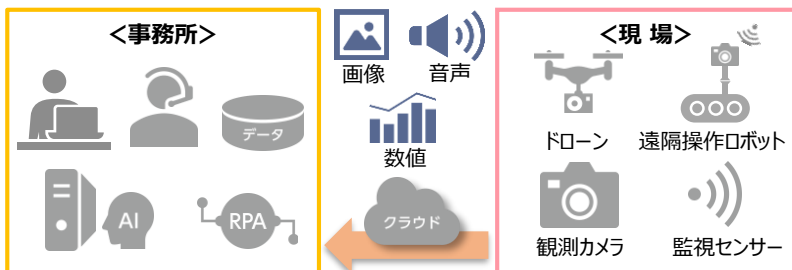 <事務所>
データ
AI
RPA
画像
音声
数値
クラウド
<現 場>
ドローン
遠隔操作ロボット
観測カメラ
監視センサー